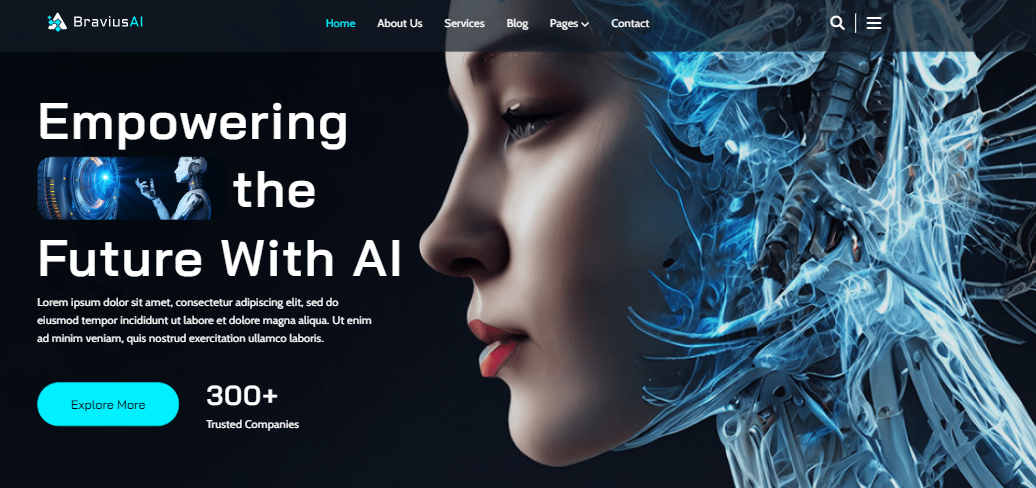 BraviusAI
Home About Us Services Blog Pages Contact
Empowering
the
Future With AI
Lorem ipsum dolor sit amet, consectetur adipiscing elit, sed do
eiusmod tempor incididunt ut labore et dolore magna aliqua. Ut enim
ad minim veniam, quis nostrud exercitation ullamco laboris.
Explore More
300+
Trusted Companies